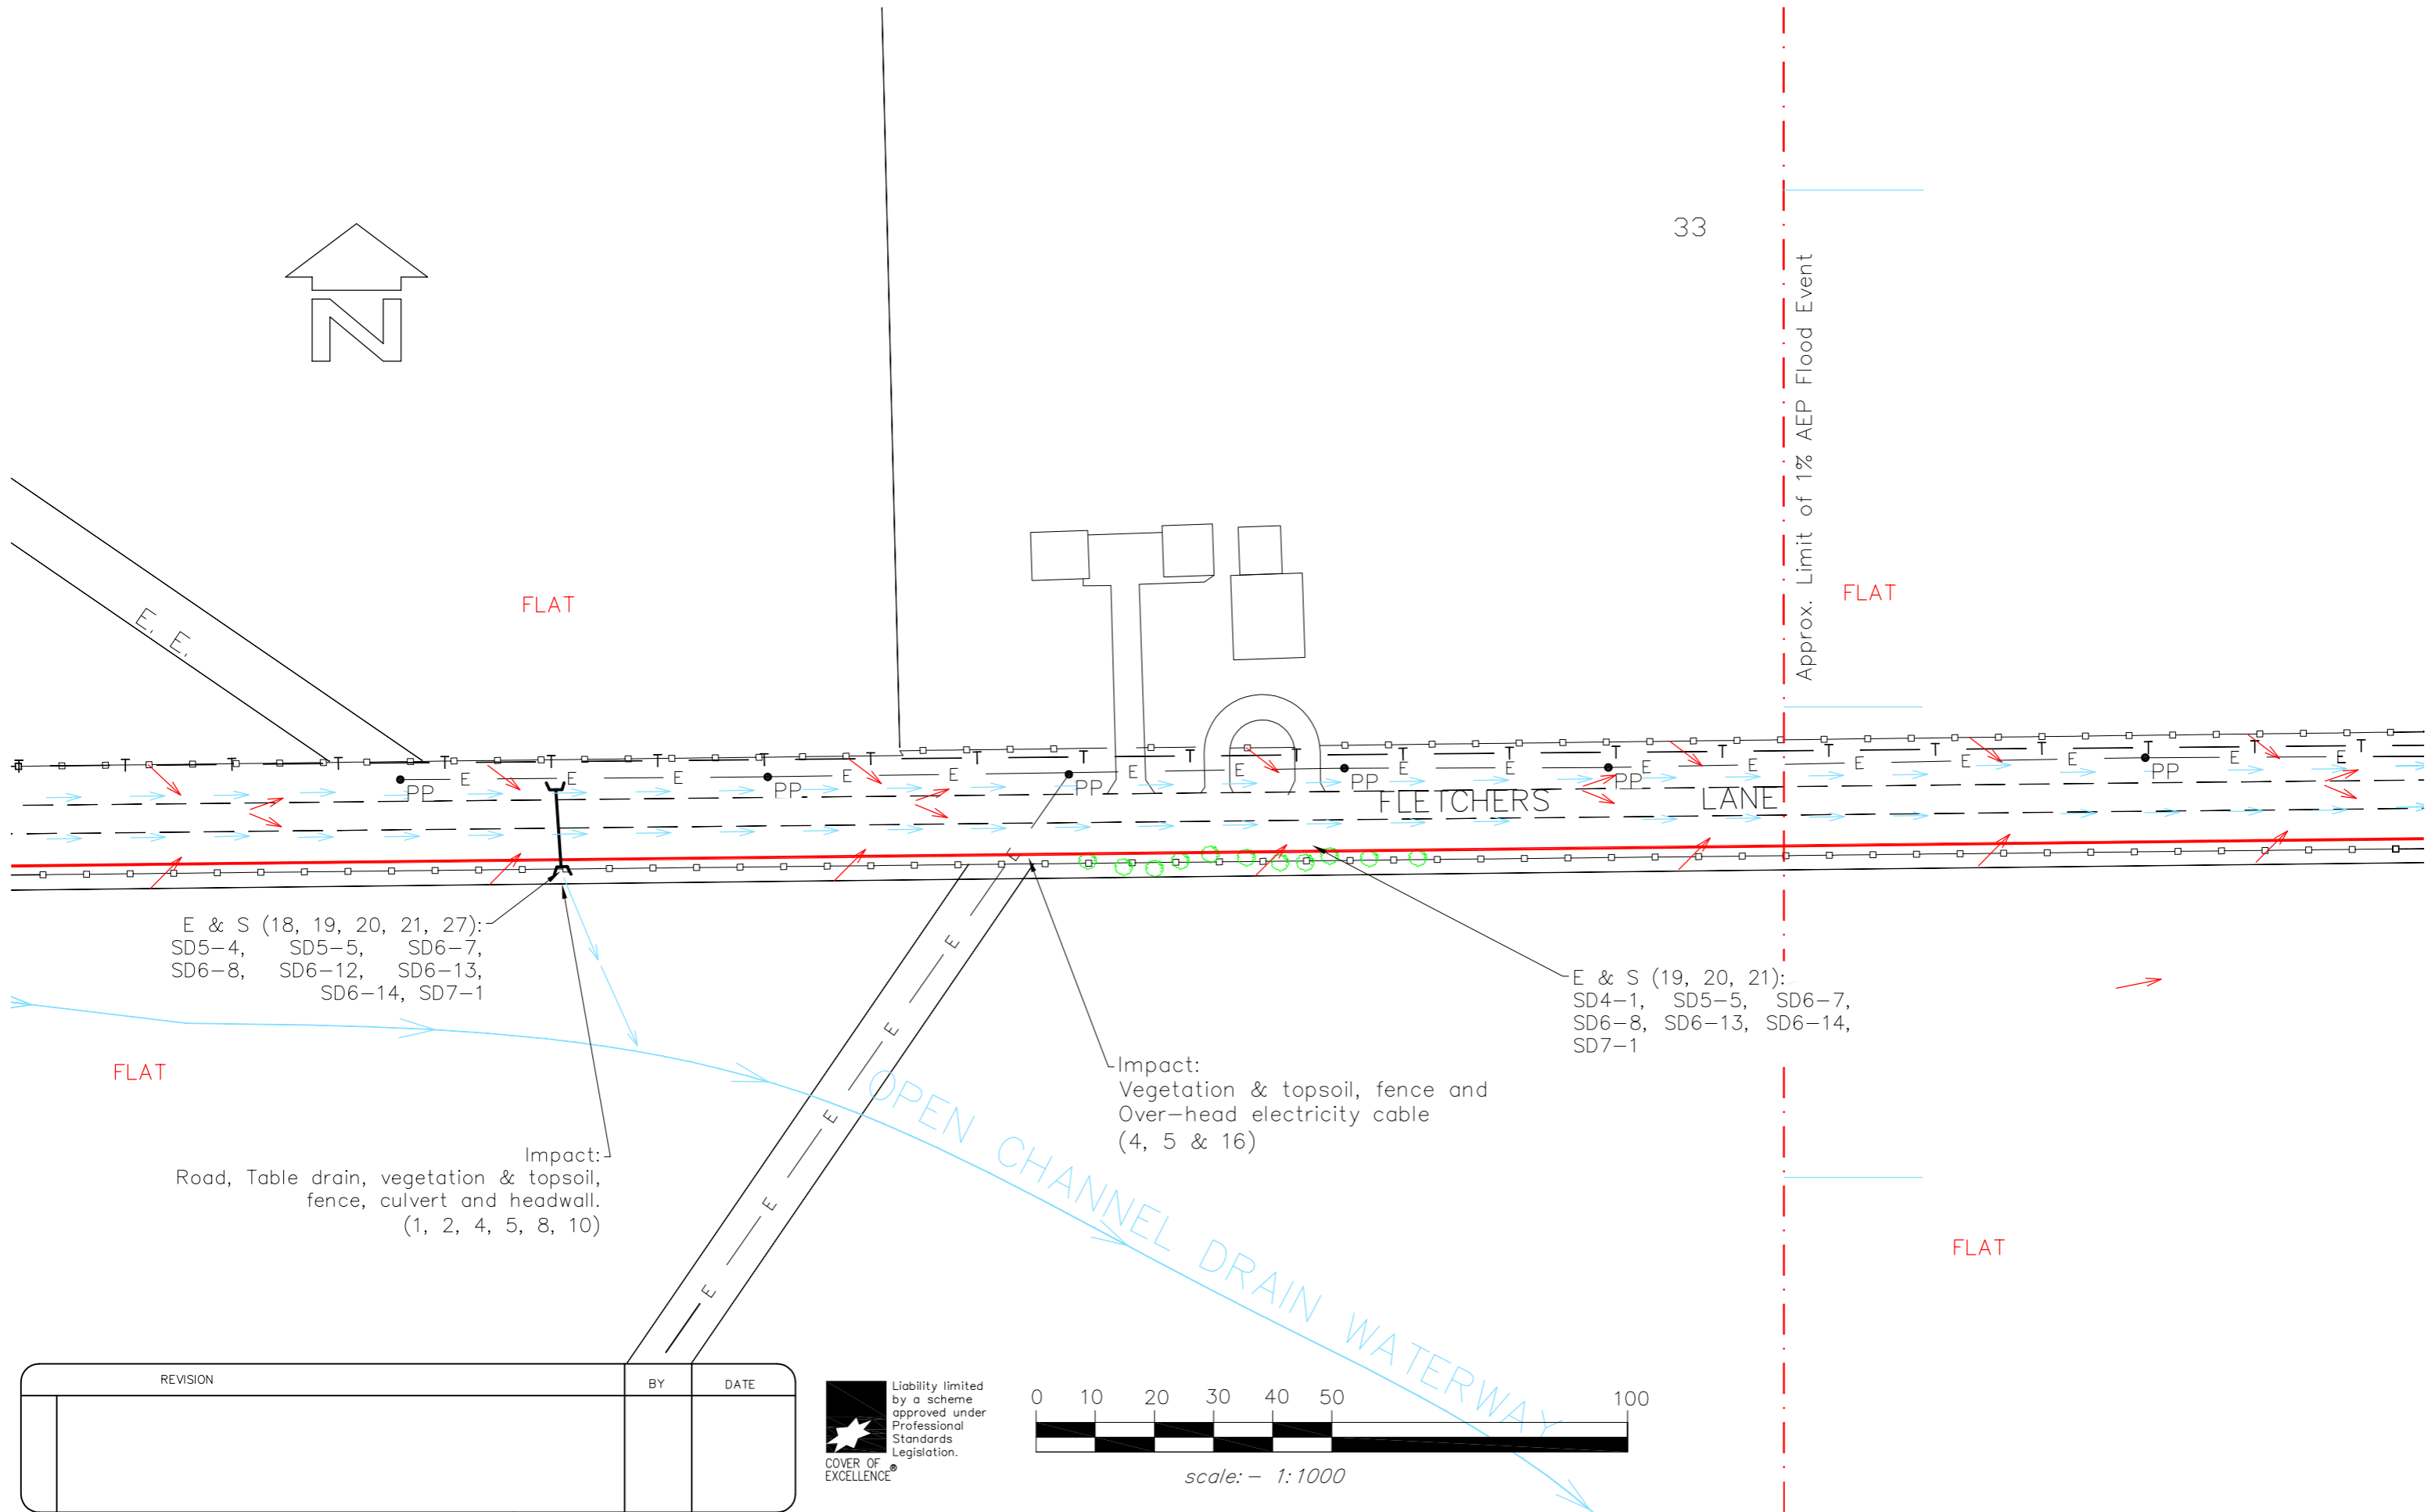 33
Approx. Limit of 1% AEP Flood Event
N
FLAT
FLAT
E, E,
T T T T T T T T T T T T T T T T T T T T T T T
E E E E E E E E E E E E E E E
PP PP PP PP PP PP
FLETCHERS LANE
E & S (18, 19, 20, 21, 27):
SD5-4, SD5-5, SD6-7,
SD6-8, SD6-12, SD6-13,
SD6-14, SD7-1
E & S (19, 20, 21):
SD4-1, SD5-5, SD6-7,
SD6-8, SD6-13, SD6-14,
SD7-1
E E E E E E E
FLAT
Impact:
Vegetation & topsoil, fence and
Over-head electricity cable
(4, 5 & 16)
OPEN CHANNEL DRAIN WATERWAY
Impact:
Road, Table drain, vegetation & topsoil,
fence, culvert and headwall.
(1, 2, 4, 5, 8, 10)
FLAT
REVISION BY DATE
Liability limited
by a scheme
approved under
Professional
Standards
Legislation.
COVER OF
EXCELLENCE®
0 10 20 30 40 50 100
scale:- 1:1000